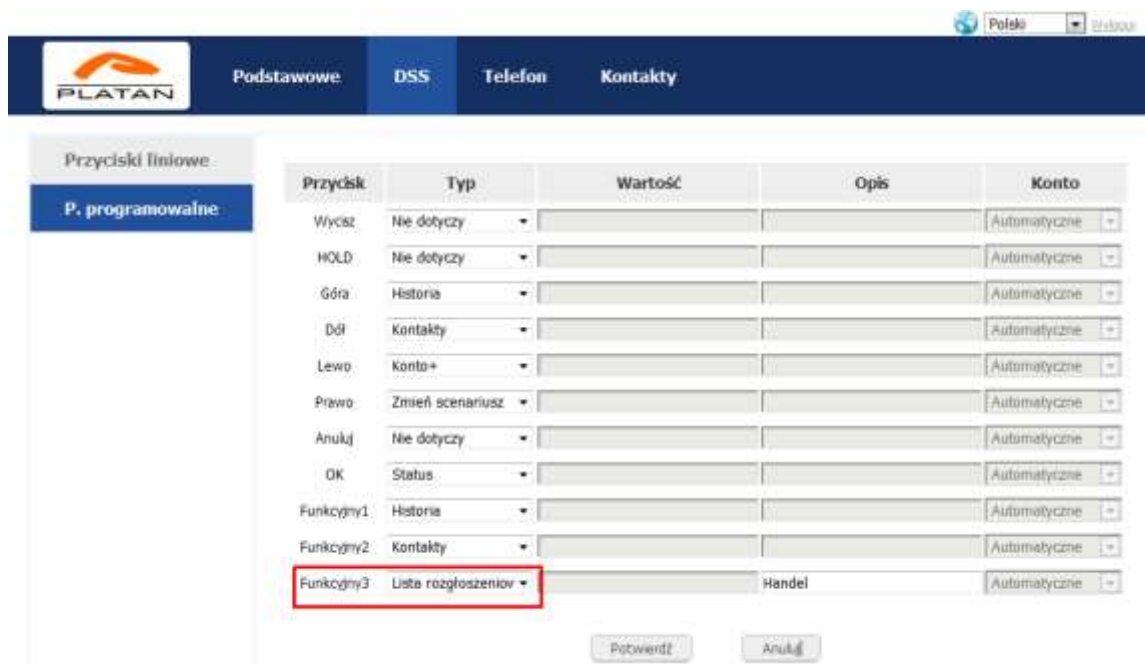 Polski Wyloguj
PLATAN
Podstawowe DSS Telefon Kontakty
Przyciski liniowe
P. programowalne
Przycisk Typ Wartość Opis Konto
Wycisz Nie dotyczy Automatyczne
HOLD Nie dotyczy Automatyczne
Góra Historia Automatyczne
Dół Kontakty Automatyczne
Lewo Konto+ Automatyczne
Prawo Zmień scenariusz Automatyczne
Anuluj Nie dotyczy Automatyczne
OK Status Automatyczne
Funkcyjny1 Historia Automatyczne
Funkcyjny2 Kontakty Automatyczne
Funkcyjny3 Lista rozgłoszeniov Handel Automatyczne
Potwierdź Anuluj